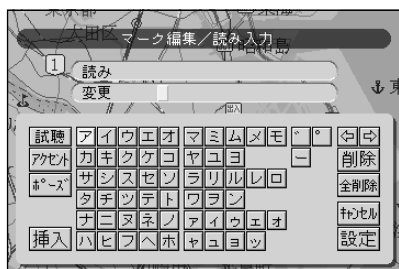 大田区
昭和島
マーク編集／読み入力
1
読み
変更
出入
試聴 ア イ ウ エ オ マ ミ ム メ モ ゛ ゜ ⇦ ⇨
アクセント カ キ ク ケ コ ヤ ユ ヨ ー 削除
ポーズ サ シ ス セ ソ ラ リ ル レ ロ 全削除
タ チ ツ テ ト ワ ヲ ン
ナ ニ ヌ ネ ノ ァ ィ ゥ ェ ォ キャンセル
挿入 ハ ヒ フ ヘ ホ ャ ュ ョ ッ 設定